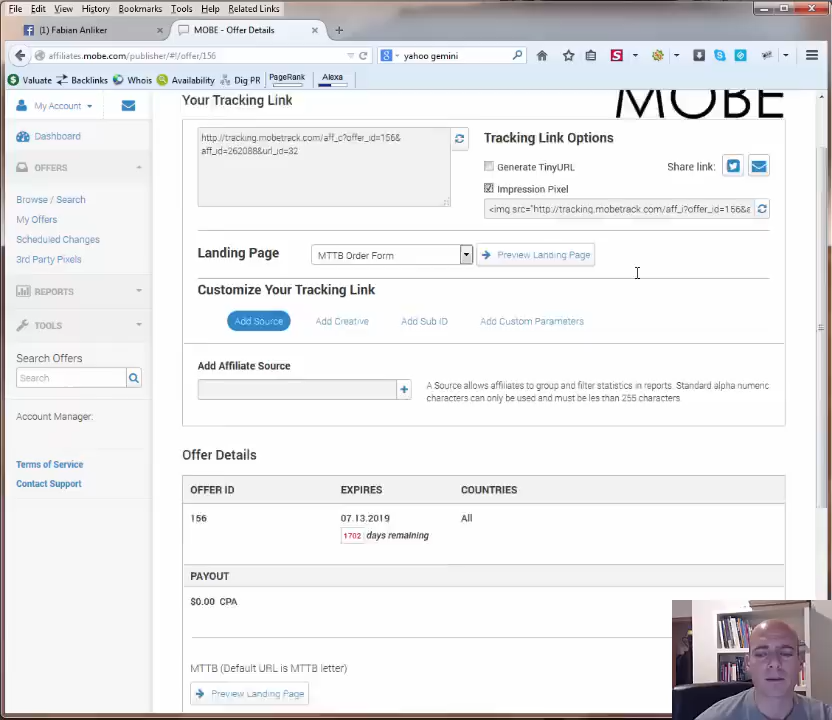 File Edit View History Bookmarks Tools Help Related Links
(1) Fabian Anliker
MOBE - Offer Details
affiliates.mobe.com/publisher/#!/offer/156
yahoo gemini
Valuate Backlinks Whois Availability Dig PR PageRank Alexa
My Account
Dashboard
OFFERS
Browse / Search
My Offers
Scheduled Changes
3rd Party Pixels
REPORTS
TOOLS
Search Offers
Search
Account Manager:
Terms of Service
Contact Support
MOBE
Your Tracking Link
http://tracking.mobetrack.com/aff_c?offer_id=156&
aff_id=262088&url_id=32
Tracking Link Options
Generate TinyURL
Share link:
Impression Pixel
<img src="http://tracking.mobetrack.com/aff_i?offer_id=156&a
Landing Page
MTTB Order Form
Preview Landing Page
Customize Your Tracking Link
Add Source Add Creative Add Sub ID Add Custom Parameters
Add Affiliate Source
A Source allows affiliates to group and filter statistics in reports. Standard alpha numeric
characters can only be used and must be less than 255 characters.
Offer Details
OFFER ID EXPIRES COUNTRIES
156 07.13.2019 All
1702 days remaining
PAYOUT
$0.00 CPA
MTTB (Default URL is MTTB letter)
Preview Landing Page